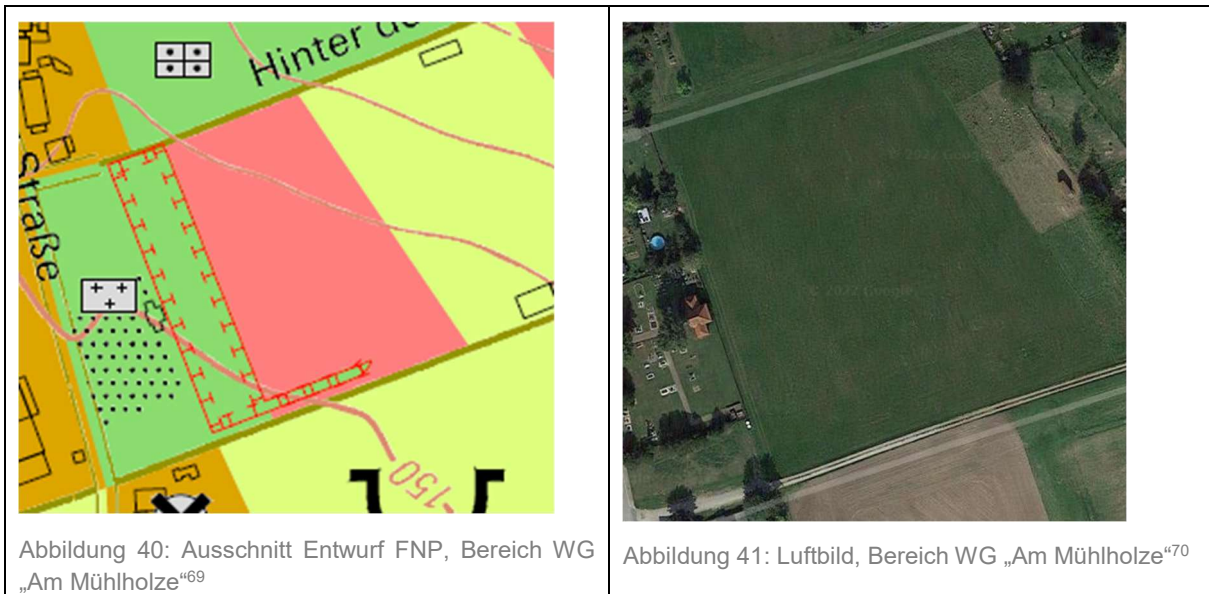 Hinter de
Straße
150
Abbildung 40: Ausschnitt Entwurf FNP, Bereich WG
„Am Mühlholze“69
© 2022 Google
© 2022 Google
Abbildung 41: Luftbild, Bereich WG „Am Mühlholze“70